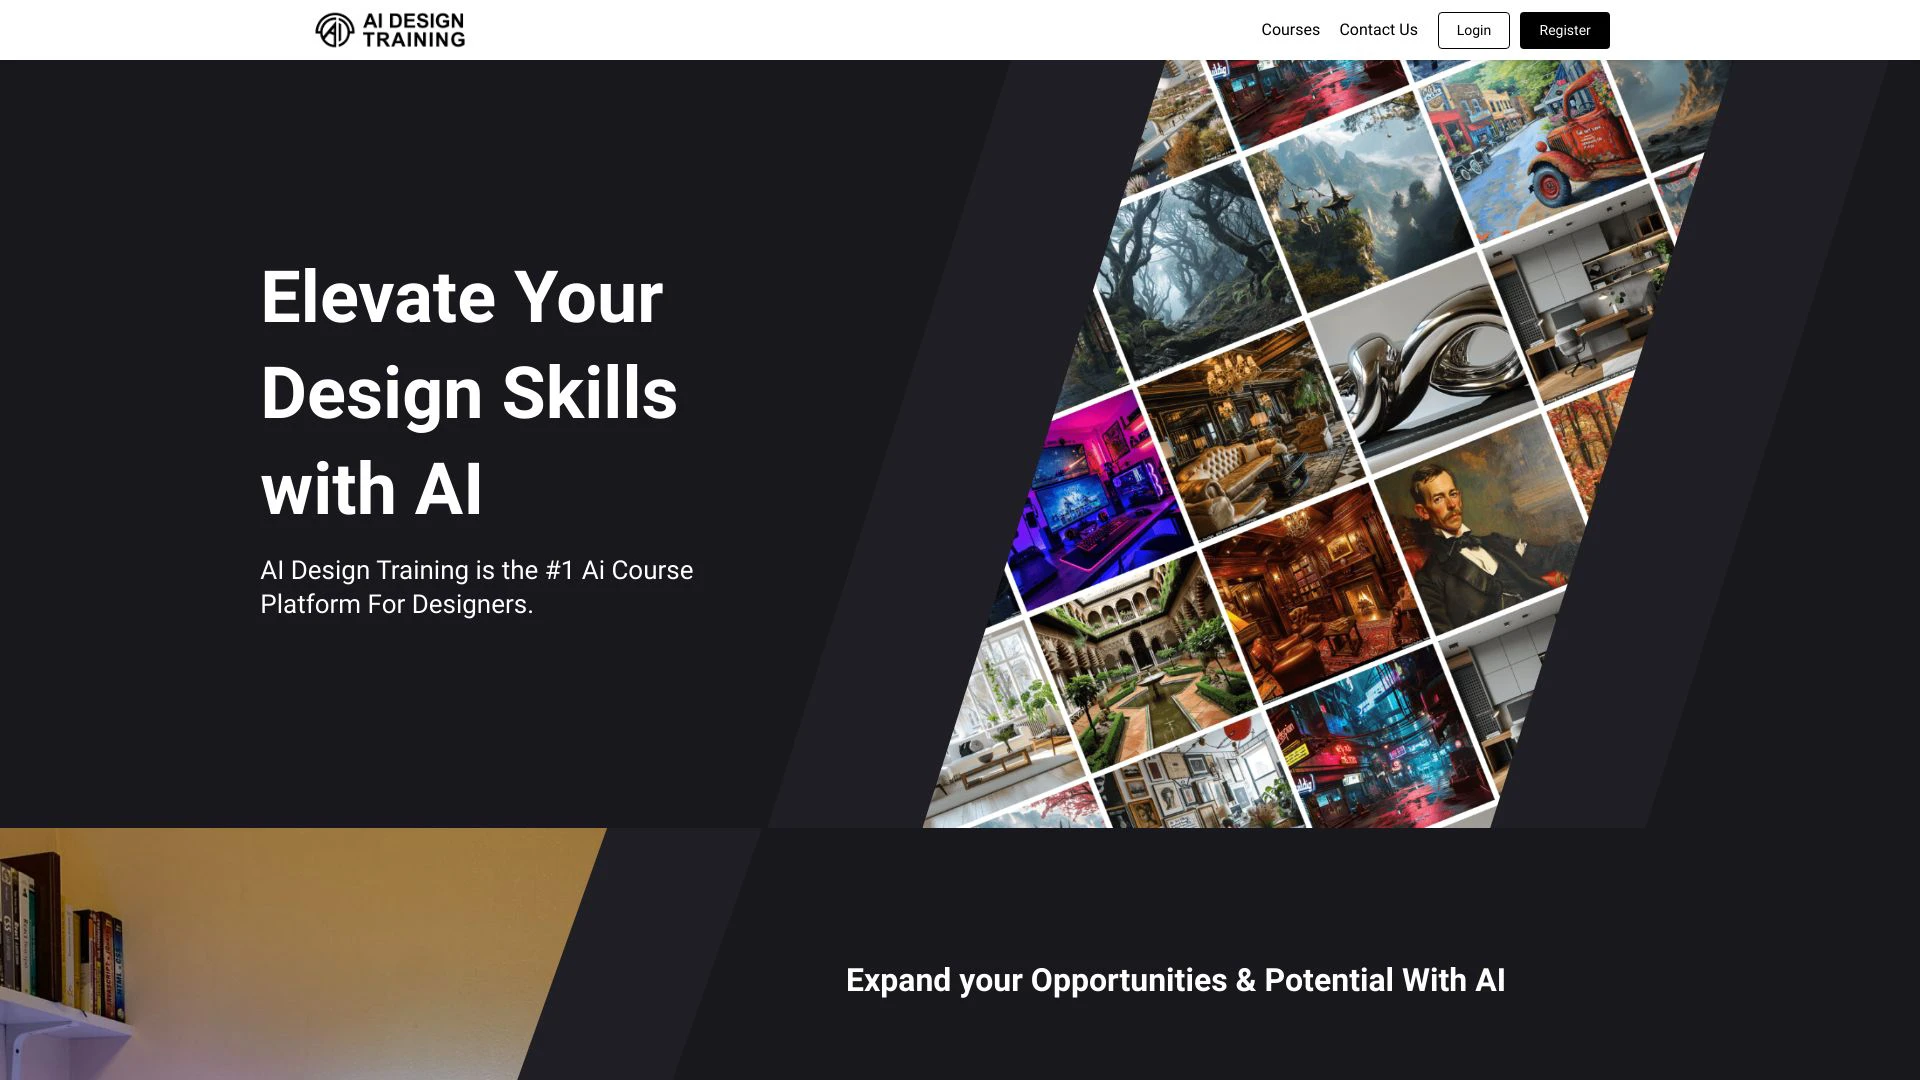 AI DESIGN
TRAINING
Courses
Contact Us
Login
Register
Elevate Your
Design Skills
with AI
AI Design Training is the #1 Ai Course
Platform For Designers.
Expand your Opportunities & Potential With AI